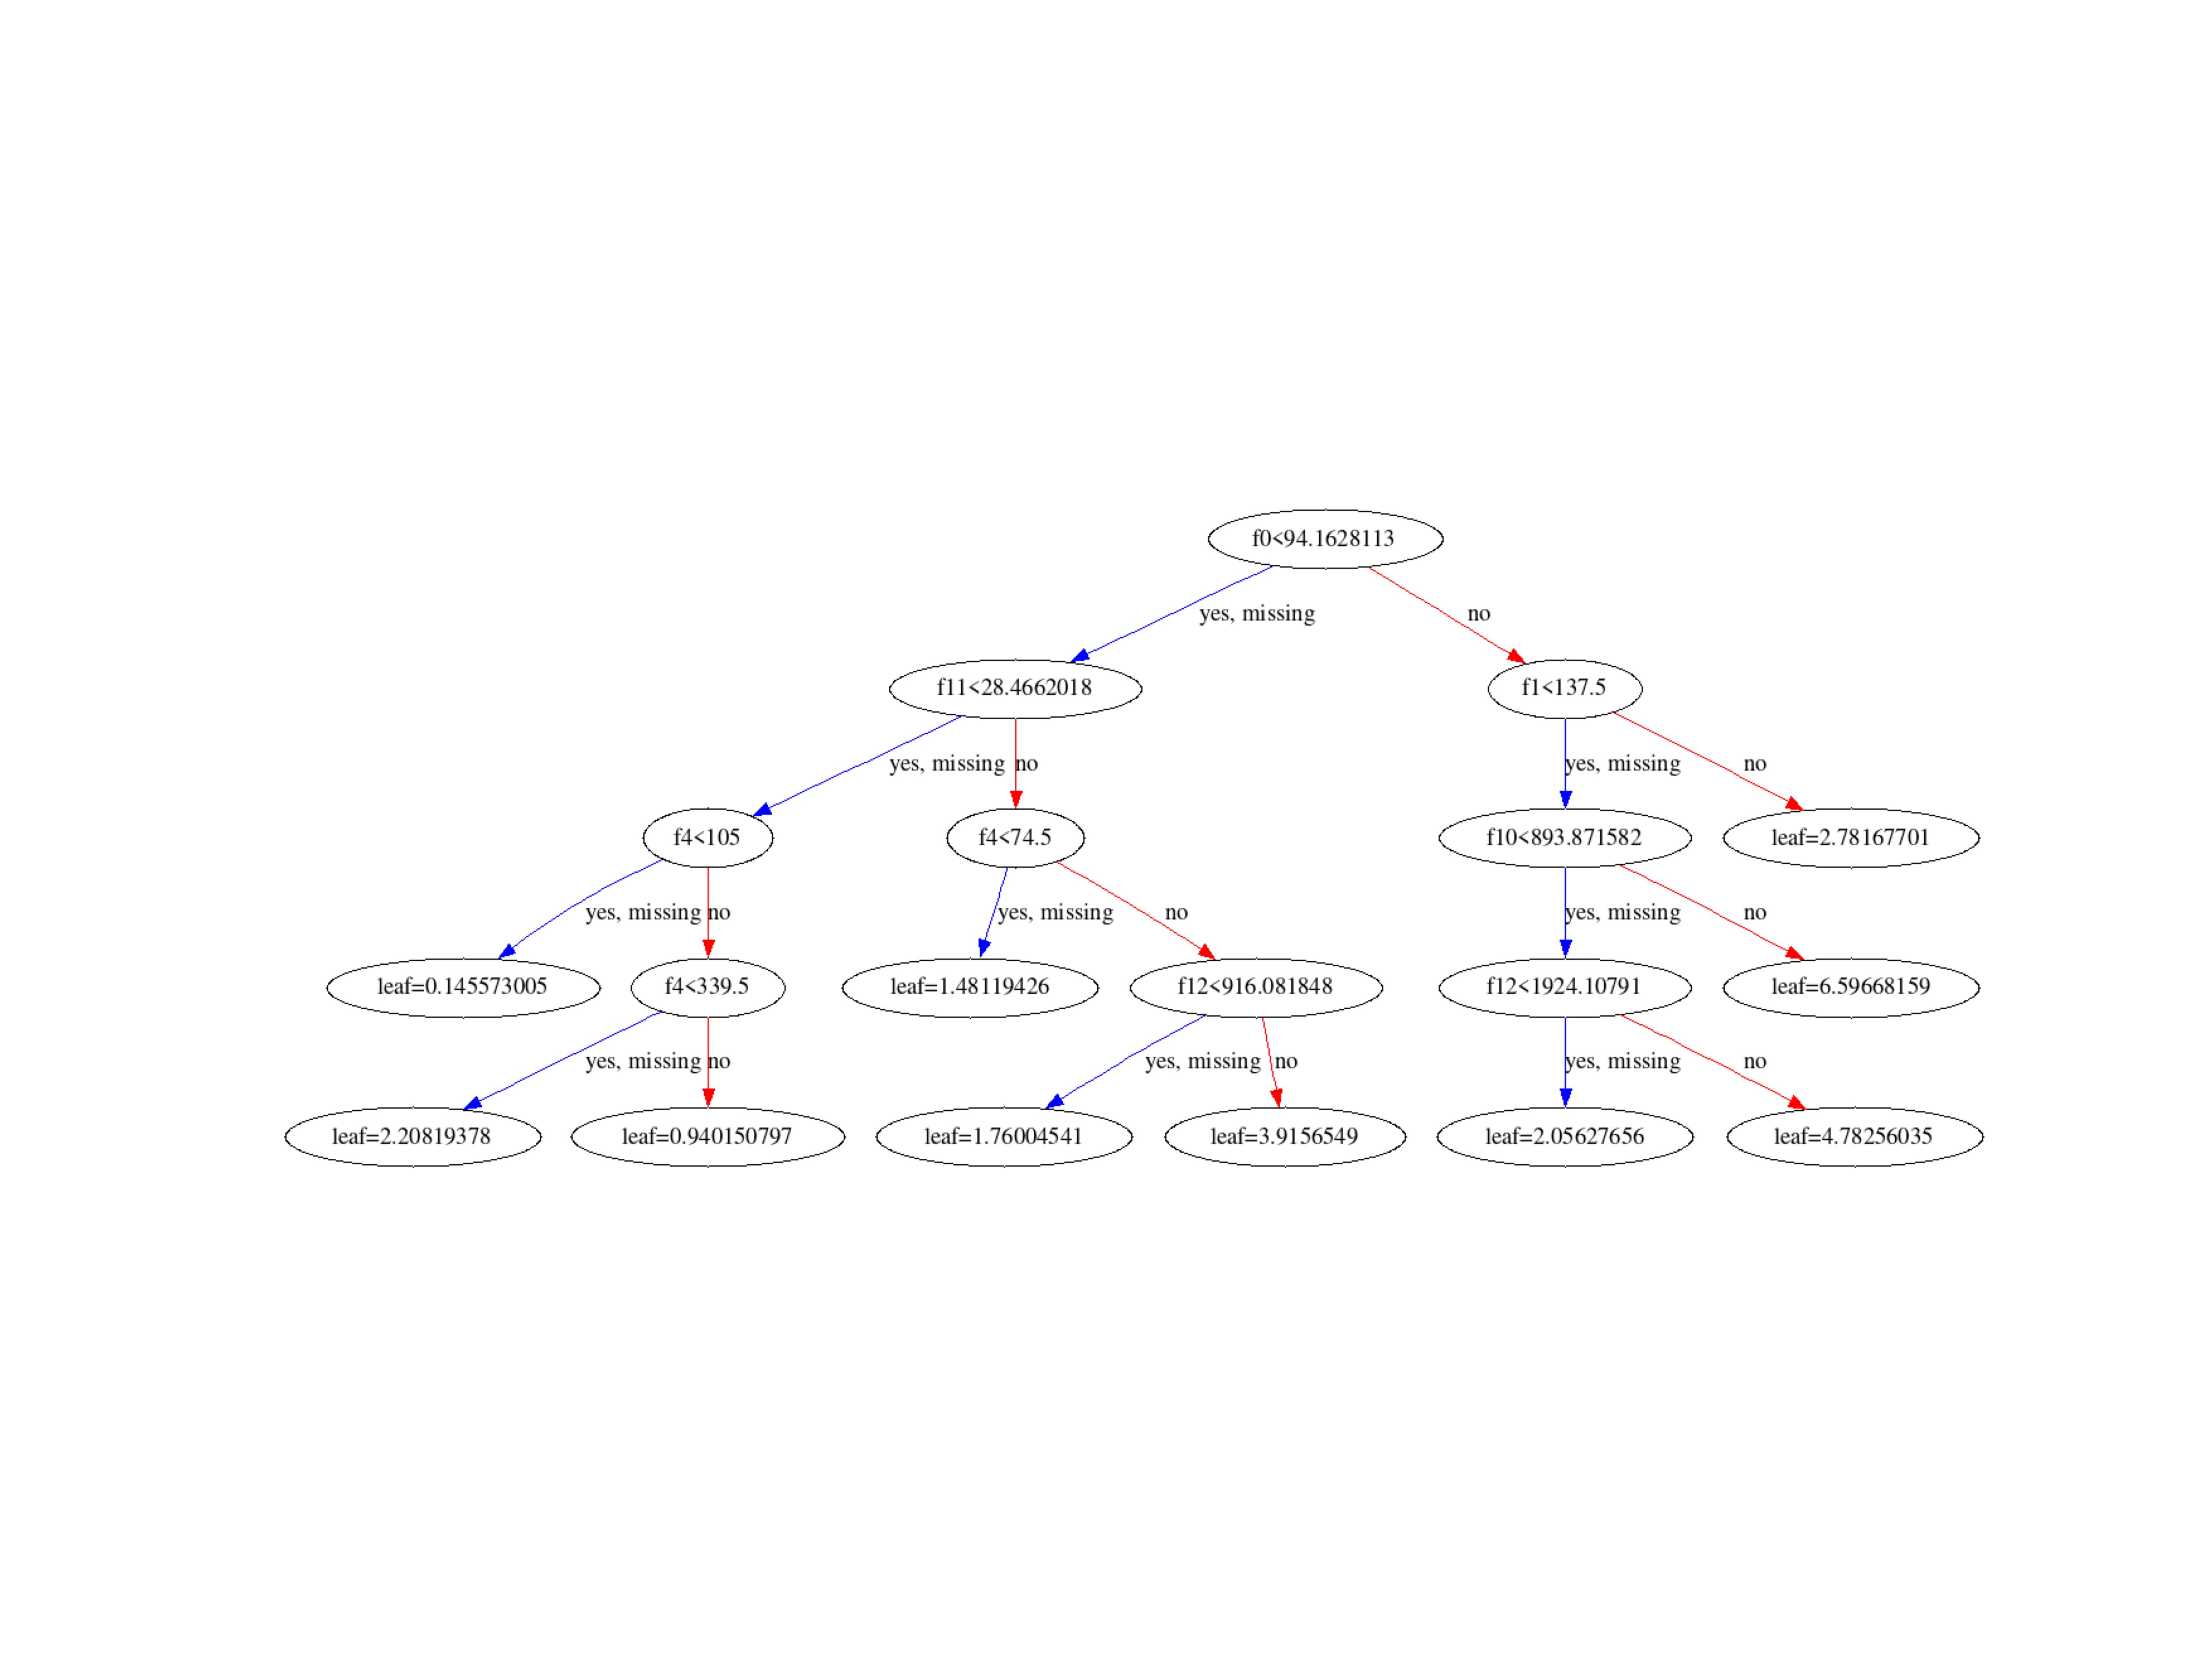 f0<94.1628113
yes, missing
no
f11<28.4662018
f1<137.5
yes, missing
no
yes, missing
no
f4<105
f4<74.5
f10<893.871582
leaf=2.78167701
yes, missing
no
yes, missing
no
yes, missing
no
leaf=0.145573005
f4<339.5
leaf=1.48119426
f12<916.081848
f12<1924.10791
leaf=6.59668159
yes, missing
no
yes, missing
no
yes, missing
no
leaf=2.20819378
leaf=0.940150797
leaf=1.76004541
leaf=3.9156549
leaf=2.05627656
leaf=4.78256035